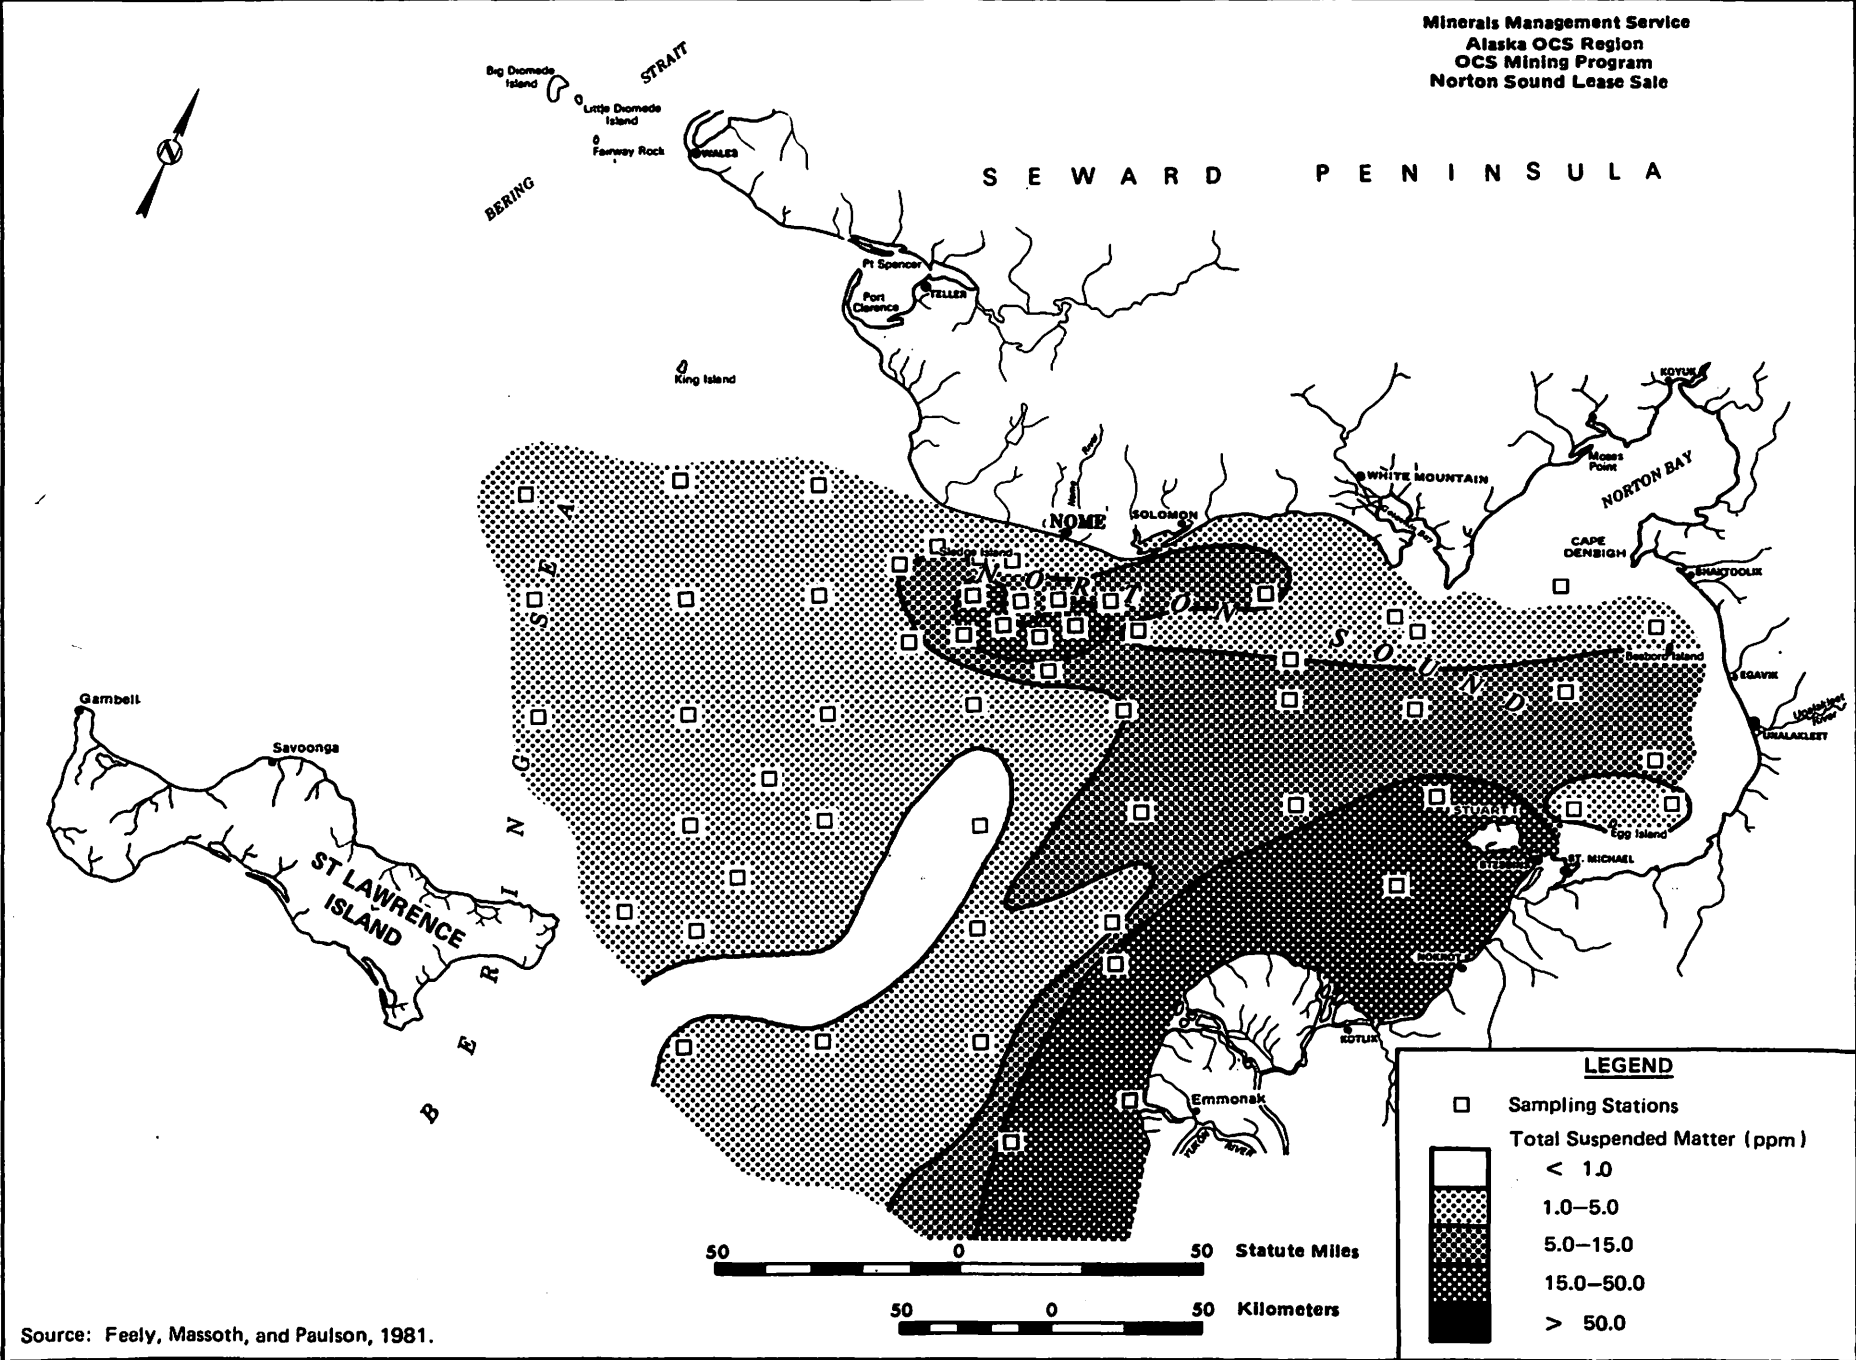 Minerals Management Service
Alaska OCS Region
OCS Mining Program
Norton Sound Lease Sale
Big Diomede
Island
STRAIT
Little Diomede
Island
Fairway Rock
WALES
N
BERING
SEWARD PENINSULA
Pt Spencer
Port
Clarence
TELLER
King Island
KOYUK
Moses
Point
NORTON BAY
WHITE MOUNTAIN
Nome River
NOME
SOLOMON
CAPE
DENBIGH
SHAKTOOLIK
Sledge Island
NORTON SOUND
Besboro Island
EGAVIK
Unalakleet
River
UNALAKLEET
Gambell
Savoonga
ST LAWRENCE
ISLAND
BERING SEA
STUART I
Egg Island
STEBBINS
ST. MICHAEL
KOTLIK
Emmonak
YUKON RIVER
LEGEND
Sampling Stations
Total Suspended Matter (ppm)
< 1.0
1.0–5.0
5.0–15.0
15.0–50.0
> 50.0
50 0 50 Statute Miles
50 0 50 Kilometers
Source: Feely, Massoth, and Paulson, 1981.